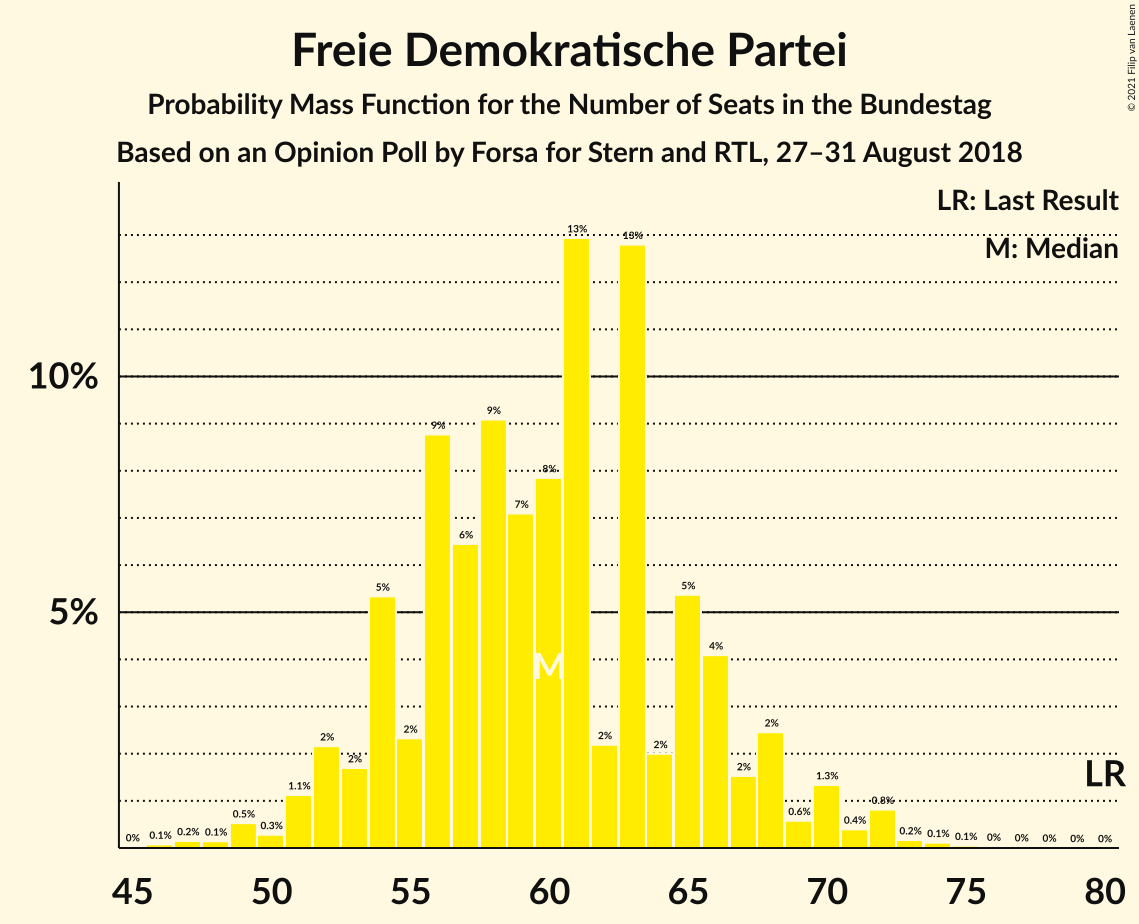 Freie Demokratische Partei
Probability Mass Function for the Number of Seats in the Bundestag
Based on an Opinion Poll by Forsa for Stern and RTL, 27–31 August 2018
© 2021 Filip van Laenen
LR: Last Result
M: Median
10%
5%
0% 0.1% 0.2% 0.1% 0.5% 0.3% 1.1% 2% 2% 5% 2% 9% 6% 9% 7% 8% 13% 2% 13% 2% 5% 4% 2% 2% 0.6% 1.3% 0.4% 0.8% 0.2% 0.1% 0.1% 0% 0% 0% 0% 0%
M
LR
45 50 55 60 65 70 75 80